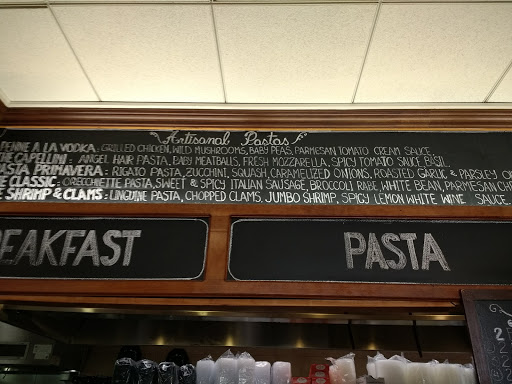 Artisanal Pastas
PENNE A LA VODKA: GRILLED CHICKEN, WILD MUSHROOMS, BABY PEAS, PARMESAN TOMATO CREAM SAUCE
THE CAPELLINI: ANGEL HAIR PASTA, BABY MEATBALLS, FRESH MOZZARELLA, SPICY TOMATO SAUCE BASIL
PASTA PRIMAVERA: RIGATO PASTA, ZUCCHINI, SQUASH, CARAMELIZED ONIONS, ROASTED GARLIC & PARSLEY
THE CLASSIC: ORECCHIETTE PASTA, SWEET & SPICY ITALIAN SAUSAGE, BROCCOLI RABE, WHITE BEAN, PARMESAN
SHRIMP & CLAMS: LINGUINE PASTA, CHOPPED CLAMS, JUMBO SHRIMP, SPICY LEMON WHITE WINE SAUCE.
EAKFAST
PASTA